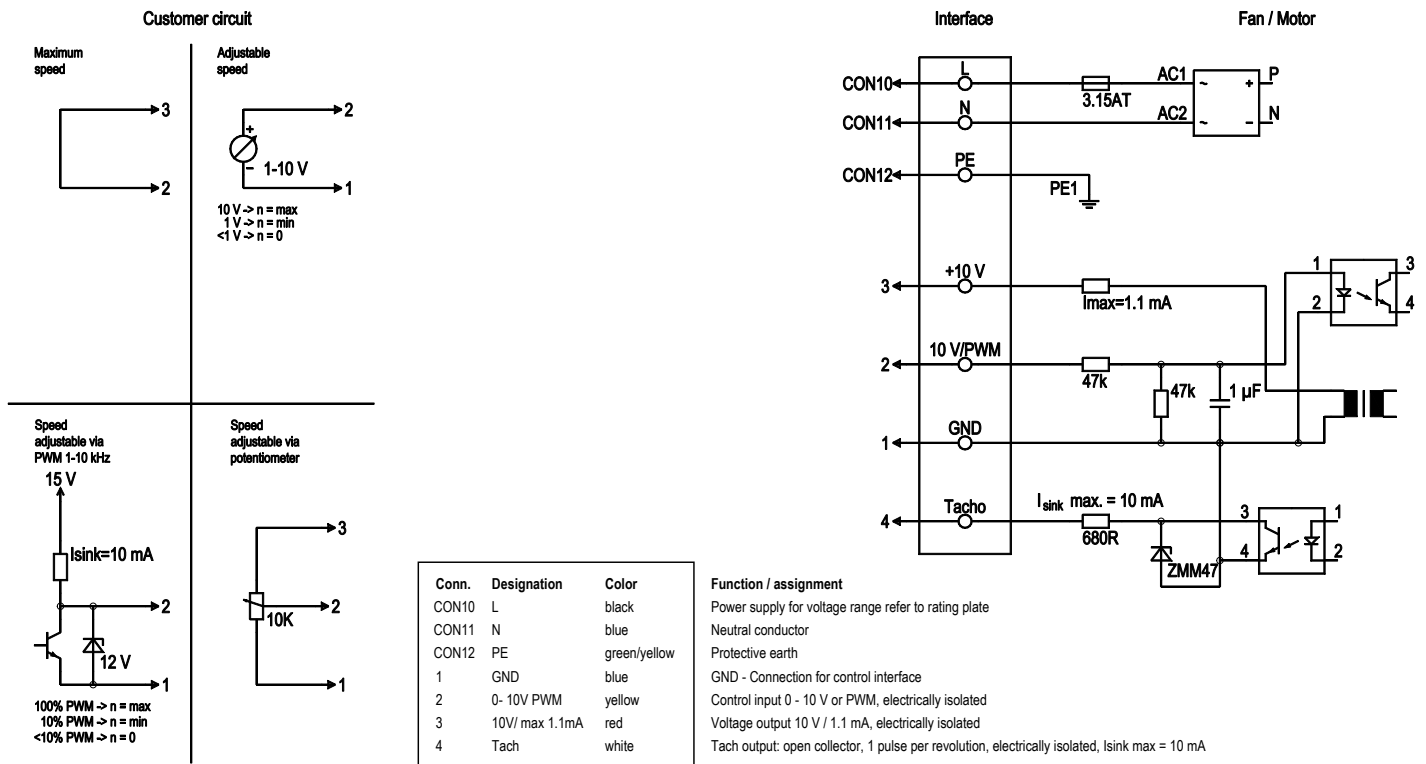 Customer circuit
Maximum
speed
3
2
Adjustable
speed
2
+
1-10 V
−
1
10 V -> n = max
1 V -> n = min
<1 V -> n = 0
Speed
adjustable via
PWM 1-10 kHz
15 V
Isink=10 mA
2
12 V
1
100% PWM -> n = max
10% PWM -> n = min
<10% PWM -> n = 0
Speed
adjustable via
potentiometer
3
2
10K
1
Interface
Fan / Motor
CON10
L
3.15AT
AC1
~
+
P
CON11
N
AC2
~
−
N
CON12
PE
PE1
3
+10 V
Imax=1.1 mA
1
2
3
4
2
10 V/PWM
47k
47k
1 µF
1
GND
4
Tacho
Isink max. = 10 mA
680R
ZMM47
3
4
1
2
Conn. Designation Color Function / assignment
CON10 L black Power supply for voltage range refer to rating plate
CON11 N blue Neutral conductor
CON12 PE green/yellow Protective earth
1 GND blue GND - Connection for control interface
2 0- 10V PWM yellow Control input 0 - 10 V or PWM, electrically isolated
3 10V/ max 1.1mA red Voltage output 10 V / 1.1 mA, electrically isolated
4 Tach white Tach output: open collector, 1 pulse per revolution, electrically isolated, Isink max = 10 mA